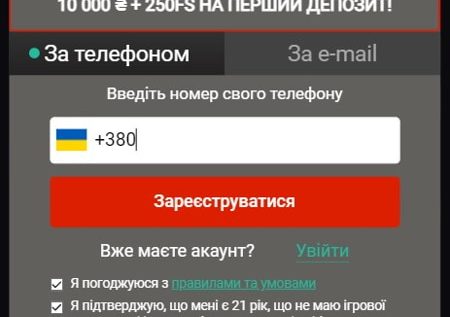 10 000 ₴ + 250FS НА ПЕРШИЙ ДЕПОЗИТ!
За телефоном
За e-mail
Введіть номер свого телефону
+380
Зареєструватися
Вже маєте акаунт? Увійти
Я погоджуюся з правилами та умовами
Я підтверджую, що мені є 21 рік, що не маю ігрової